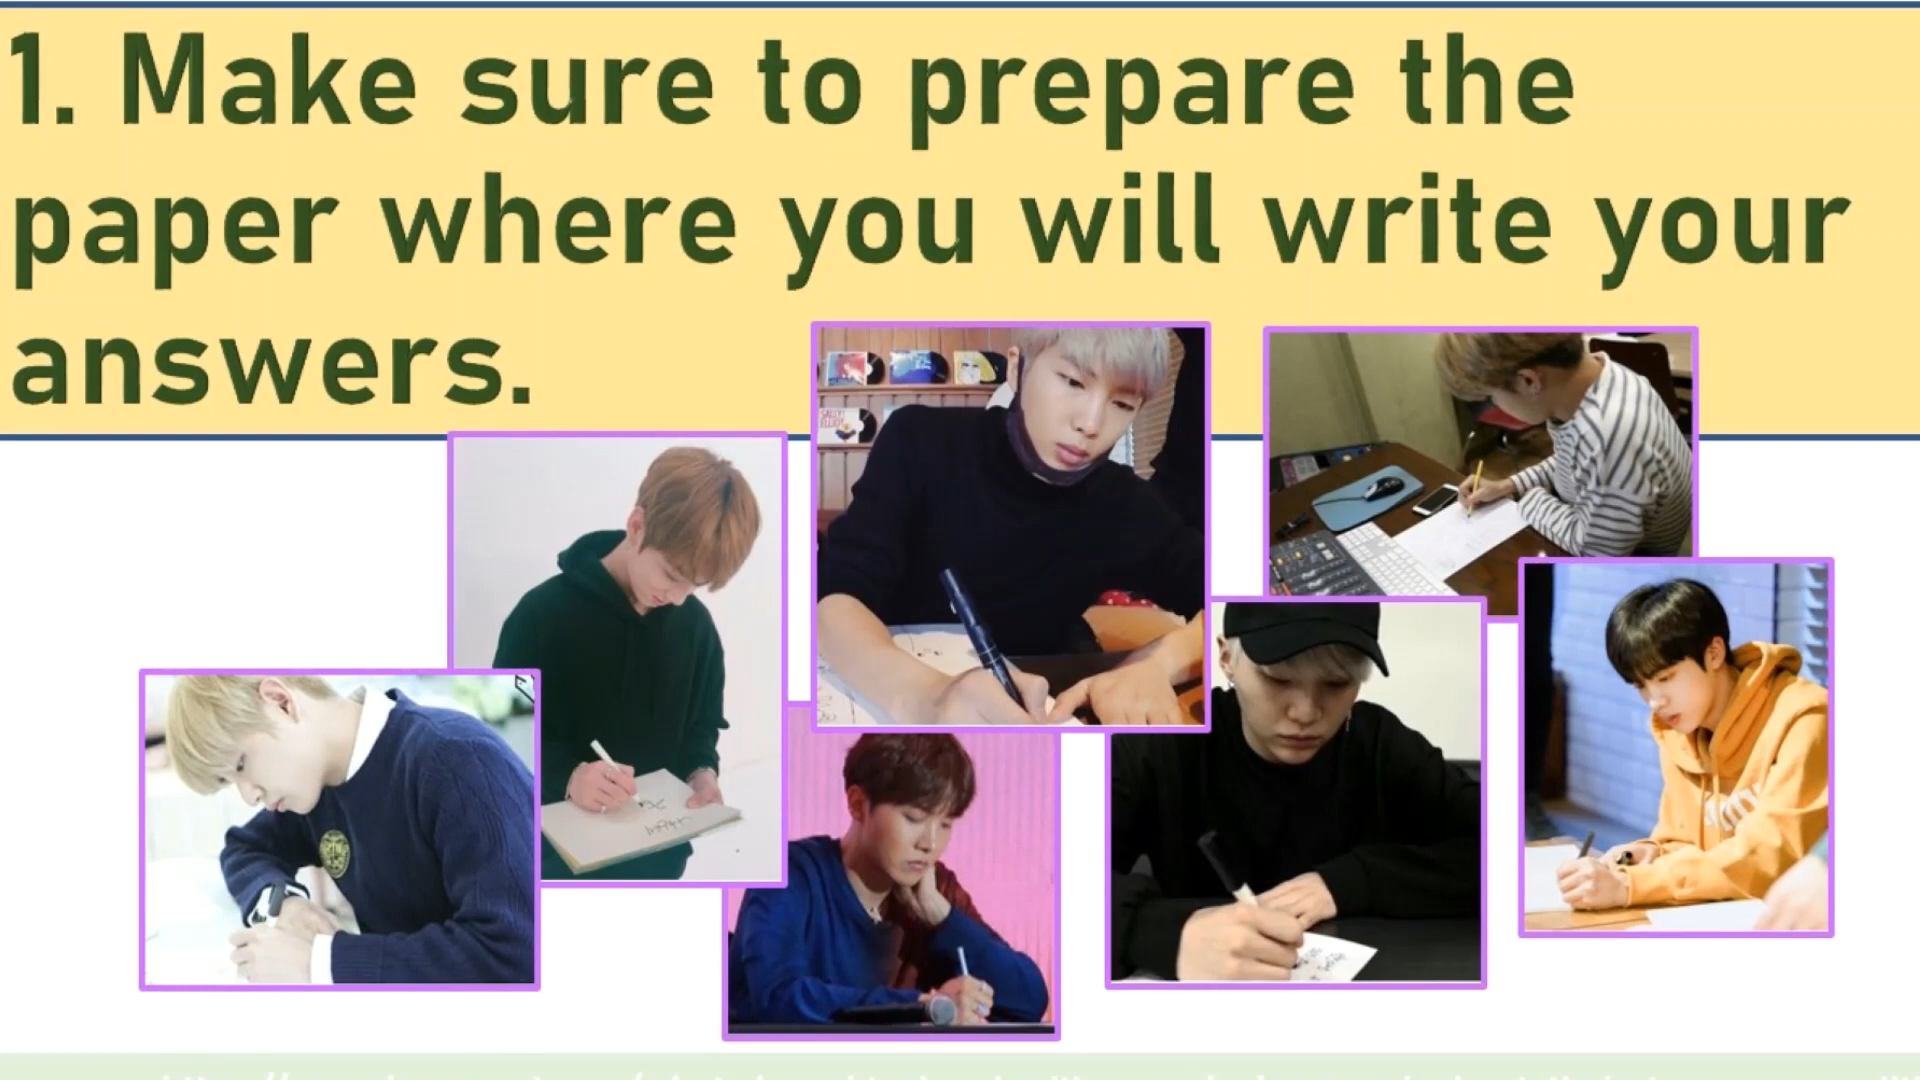 1. Make sure to prepare the
paper where you will write your
answers.